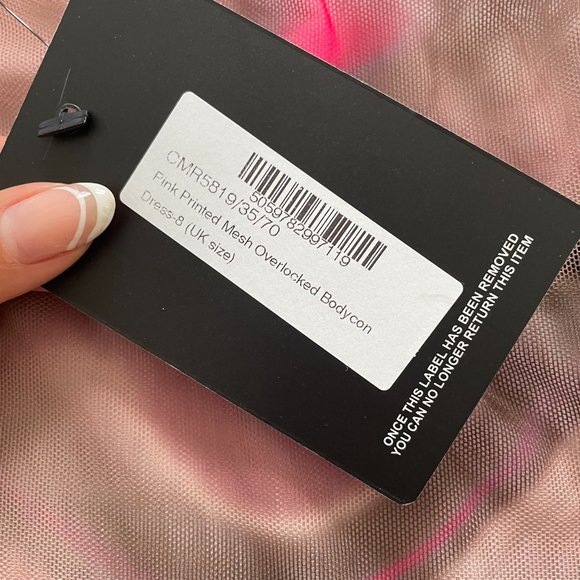 5059782997119
CMR5819/35/70
Pink Printed Mesh Overlocked Bodycon
Dress-8 (UK size)
ONCE THIS LABEL HAS BEEN REMOVED
YOU CAN NO LONGER RETURN THIS ITEM